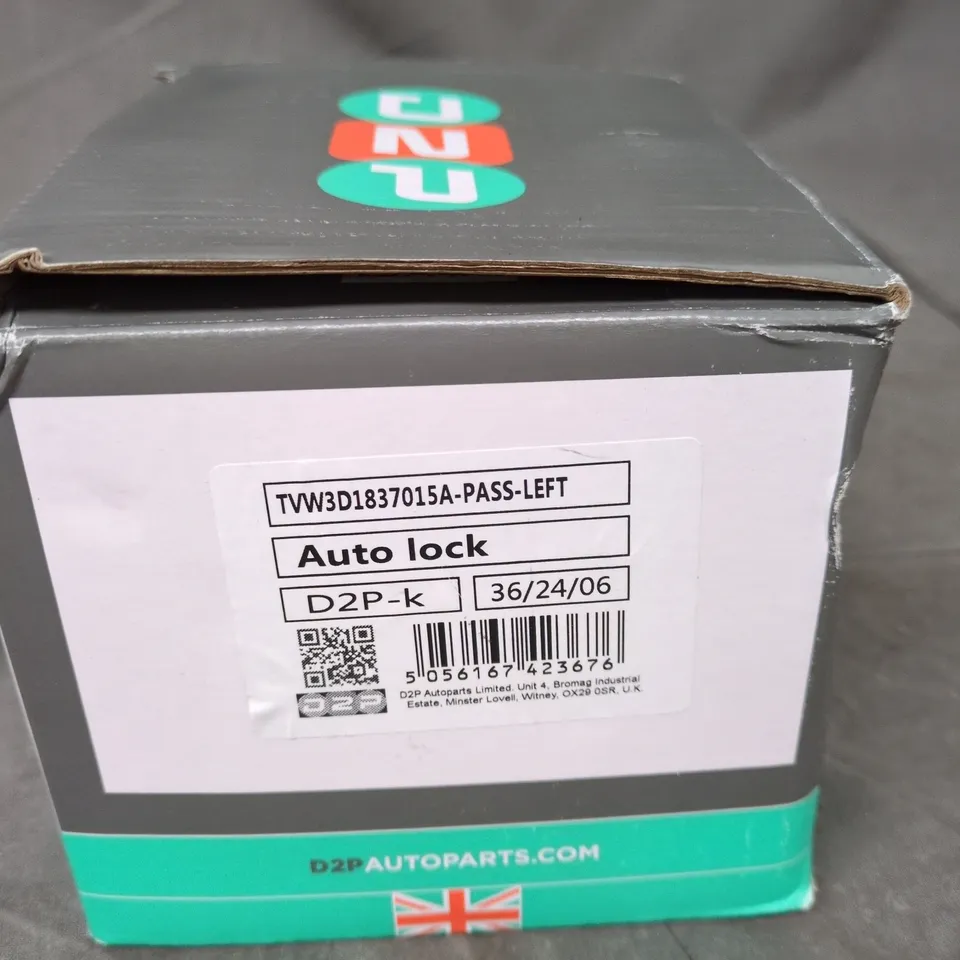 D2P
TVW3D1837015A-PASS-LEFT
Auto lock
D2P-k
36/24/06
5 056167 423676
D2P
D2P Autoparts Limited. Unit 4, Bromag Industrial
Estate, Minster Lovell, Witney, OX29 0SR, U.K.
D2PAUTOPARTS.COM